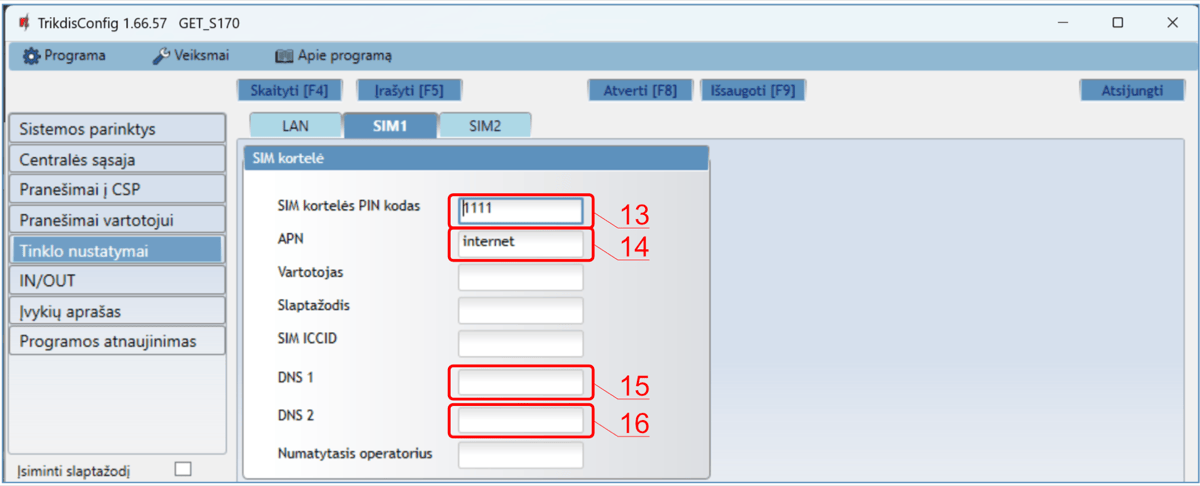 TrikdisConfig 1.66.57 GET_S170
Programa Veiksmai Apie programą
Skaityti [F4] Įrašyti [F5] Atverti [F8] Išsaugoti [F9] Atsijungti
Sistemos parinktys
Centralės sąsaja
Pranešimai į CSP
Pranešimai vartotojui
Tinklo nustatymai
IN/OUT
Įvykių aprašas
Programos atnaujinimas
Įsiminti slaptažodį
LAN SIM1 SIM2
SIM kortelė
SIM kortelės PIN kodas 1111 13
APN internet 14
Vartotojas
Slaptažodis
SIM ICCID
DNS 1 15
DNS 2 16
Numatytasis operatorius